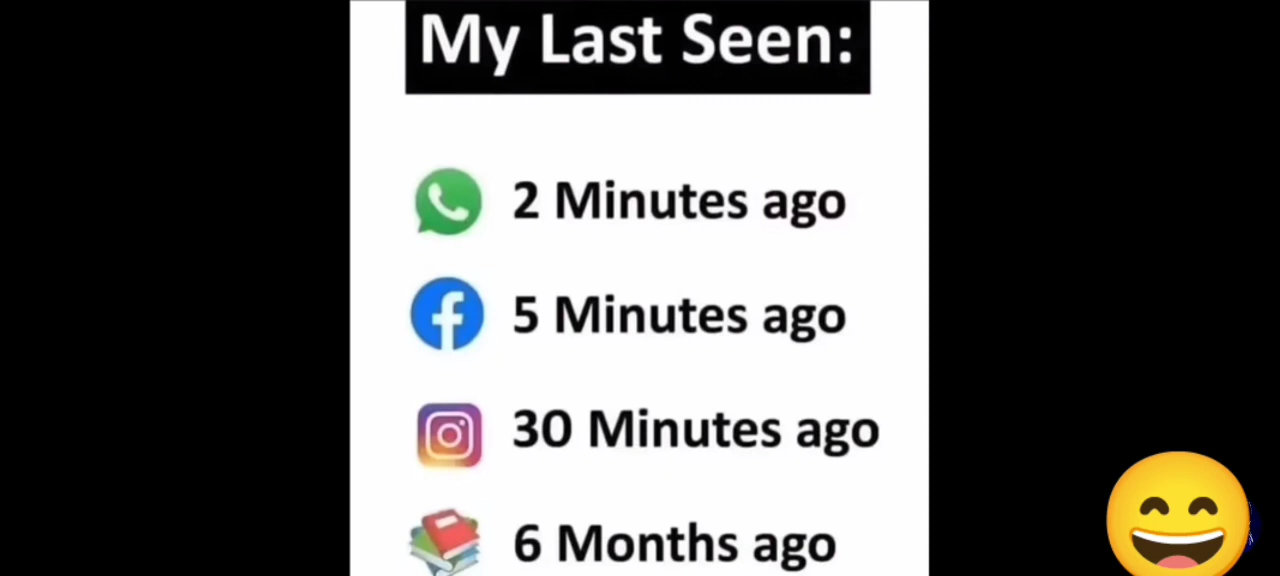 My Last Seen:
2 Minutes ago
5 Minutes ago
30 Minutes ago
6 Months ago